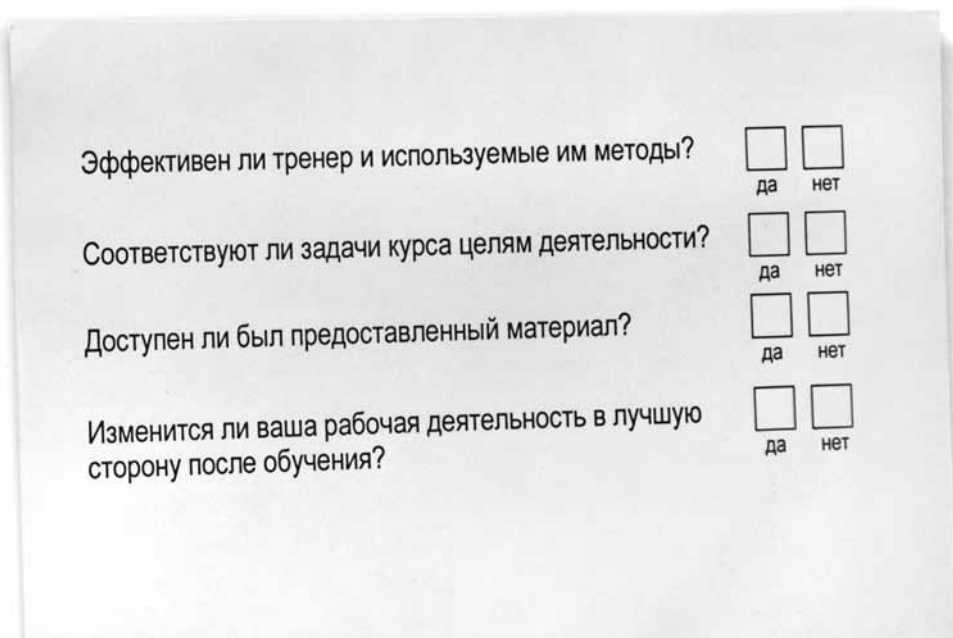 Эффективен ли тренер и используемые им методы?
да нет
Соответствуют ли задачи курса целям деятельности?
да нет
Доступен ли был предоставленный материал?
да нет
Изменится ли ваша рабочая деятельность в лучшую
сторону после обучения?
да нет